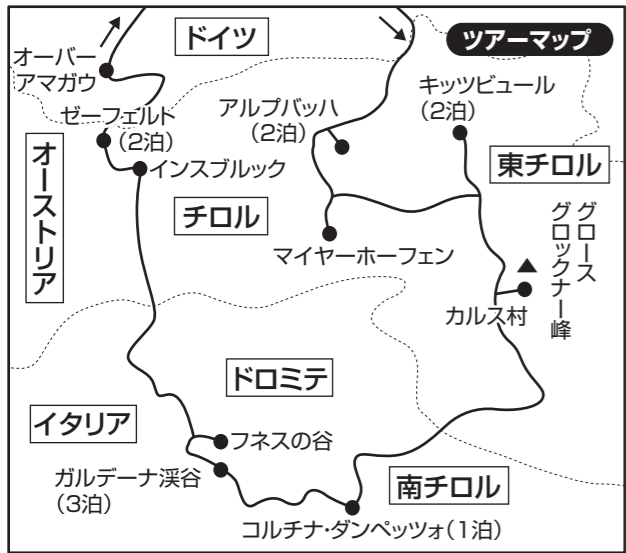 ドイツ
ツアーマップ
オーバー
アマガウ
キッツビュール
(2泊)
ゼーフェルト
(2泊)
アルプバッハ
(2泊)
オーストリア
インスブルック
東チロル
チロル
グロース
グロックナー峰
マイヤーホーフェン
カルス村
ドロミテ
イタリア
フネスの谷
ガルデーナ渓谷
(3泊)
南チロル
コルチナ・ダンペッツォ(1泊)